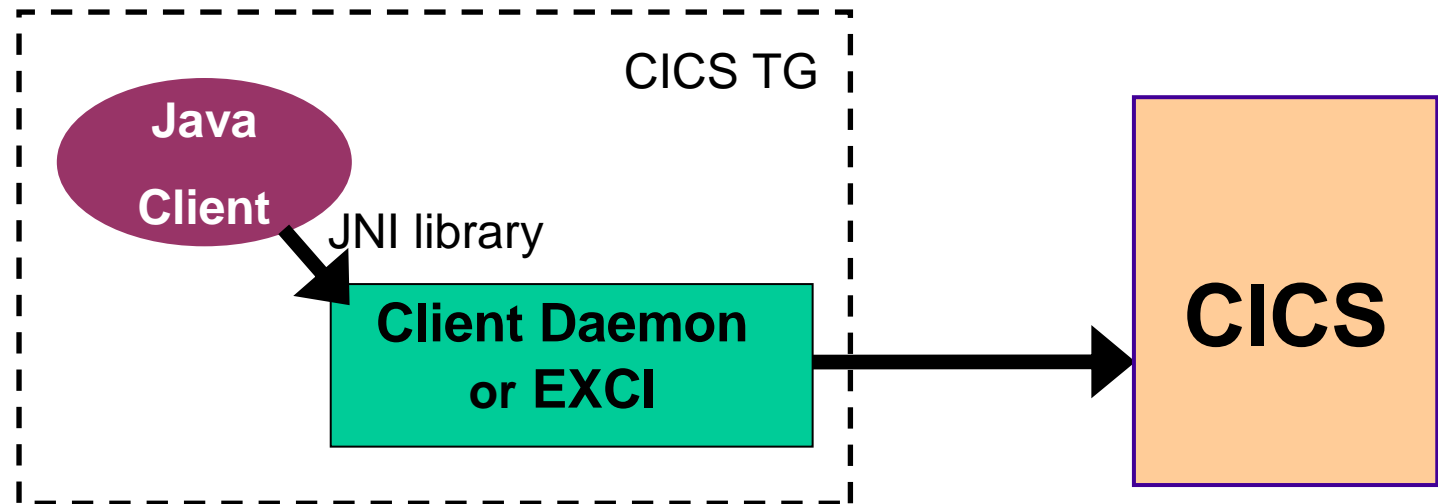 CICS TG
Java
Client
JNI library
Client Daemon
or EXCI
CICS